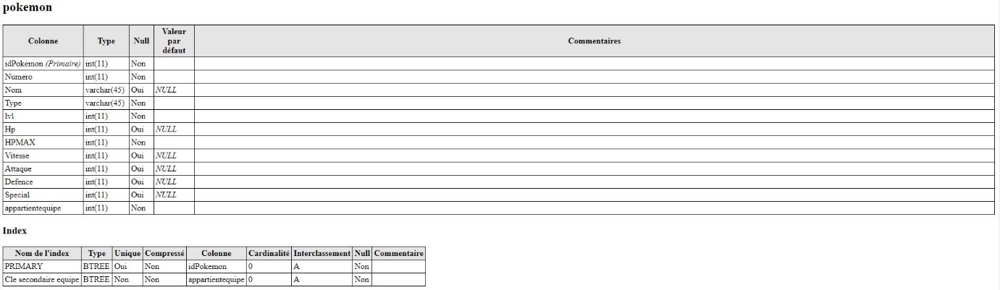 pokemon
Colonne Type Null Valeur par défaut Commentaires
idPokemon (Primaire) int(11) Non
Numero int(11) Non
Nom varchar(45) Oui NULL
Type varchar(45) Non
lvl int(11) Non
Hp int(11) Oui NULL
HPMAX int(11) Non
Vitesse int(11) Oui NULL
Attaque int(11) Oui NULL
Defence int(11) Oui NULL
Special int(11) Oui NULL
appartientequipe int(11) Non
Index
Nom de l'index Type Unique Compressé Colonne Cardinalité Interclassement Null Commentaire
PRIMARY BTREE Oui Non idPokemon 0 A Non
Cle secondaire equipe BTREE Non Non appartientequipe 0 A Non